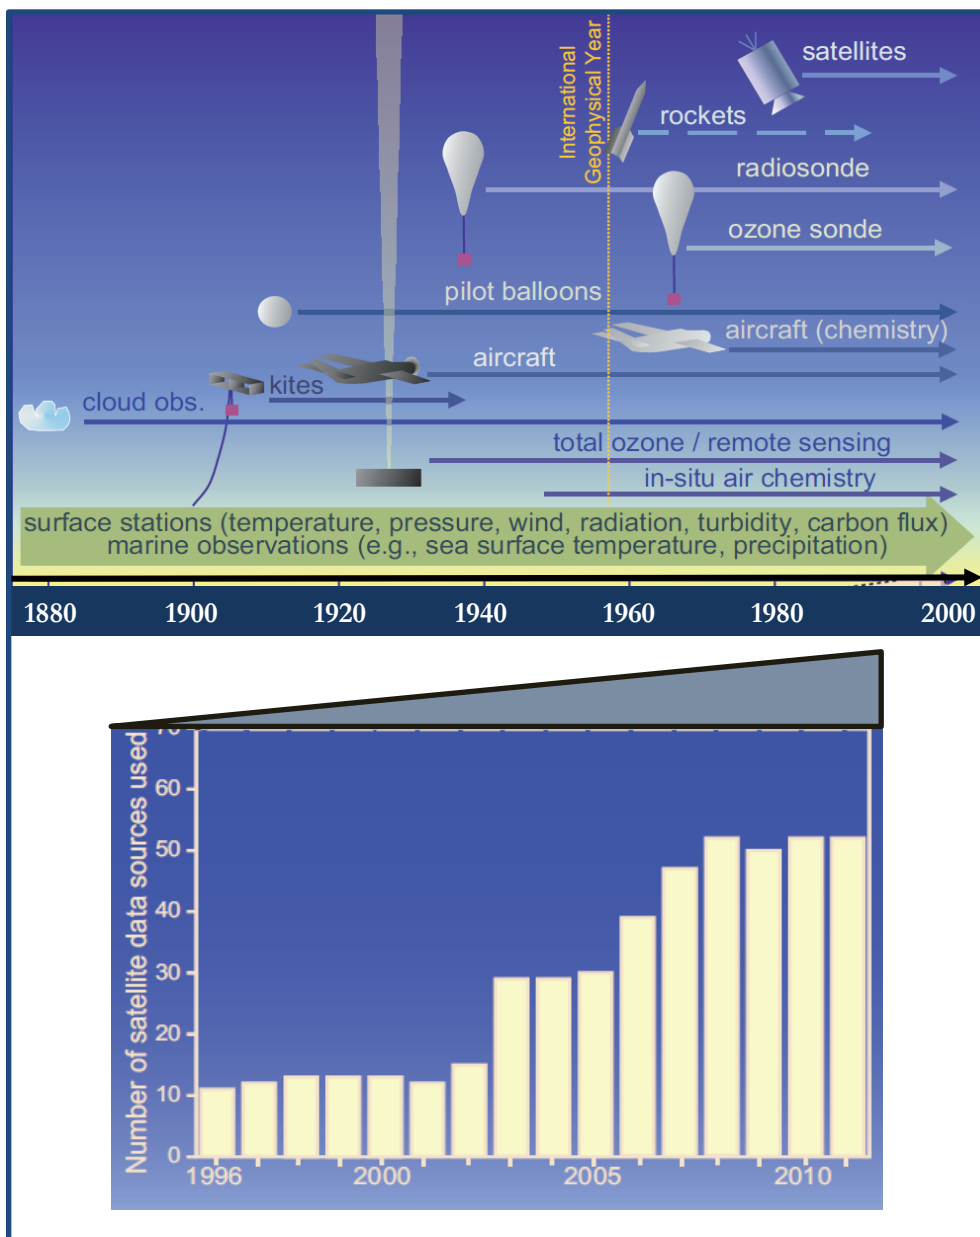 International
Geophysical Year
satellites
rockets
radiosonde
ozone sonde
pilot balloons
aircraft (chemistry)
aircraft
kites
cloud obs.
total ozone / remote sensing
in-situ air chemistry
surface stations (temperature, pressure, wind, radiation, turbidity, carbon flux)
marine observations (e.g., sea surface temperature, precipitation)
1880 1900 1920 1940 1960 1980 2000
Number of satellite data sources used
70
60
50
40
30
20
10
0
1996 2000 2005 2010